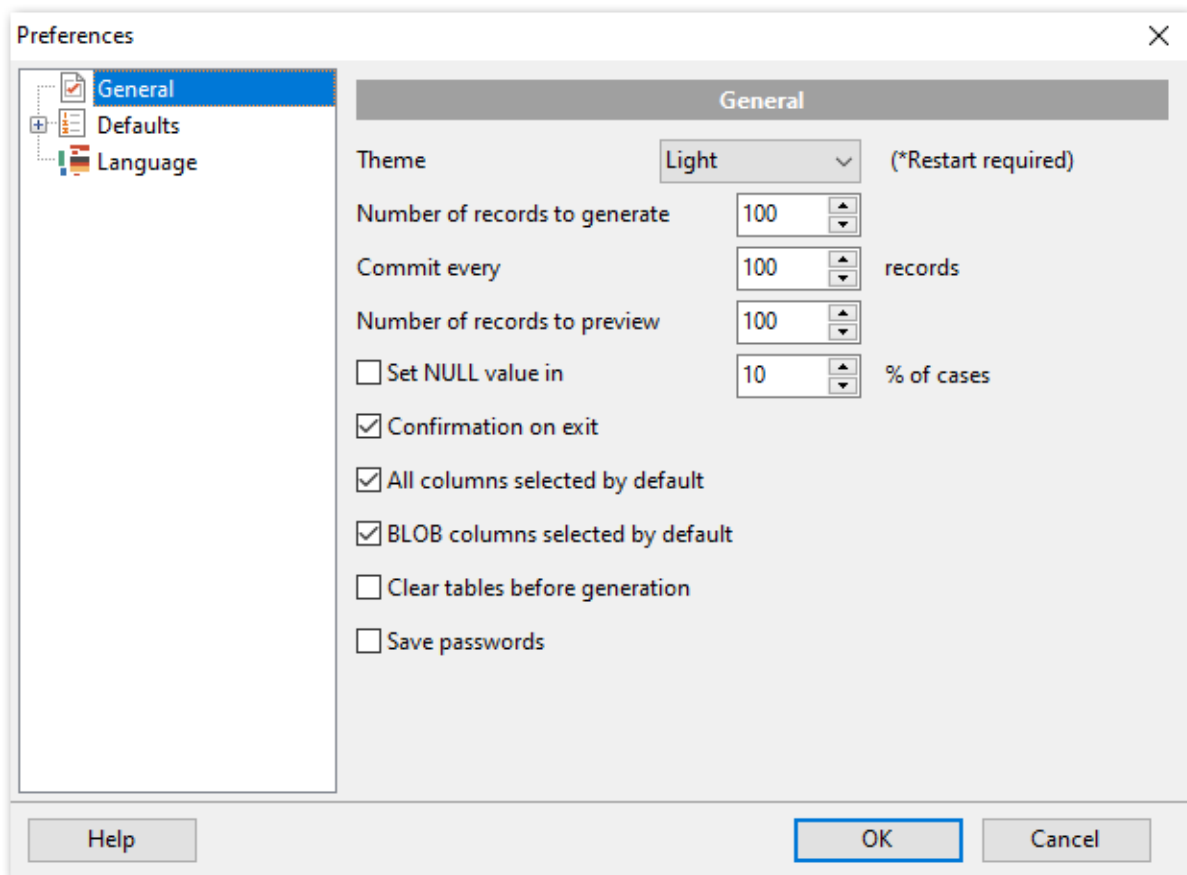 Preferences
General
Defaults
Language
General
Theme Light (*Restart required)
Number of records to generate 100
Commit every 100 records
Number of records to preview 100
Set NULL value in 10 % of cases
Confirmation on exit
All columns selected by default
BLOB columns selected by default
Clear tables before generation
Save passwords
Help OK Cancel